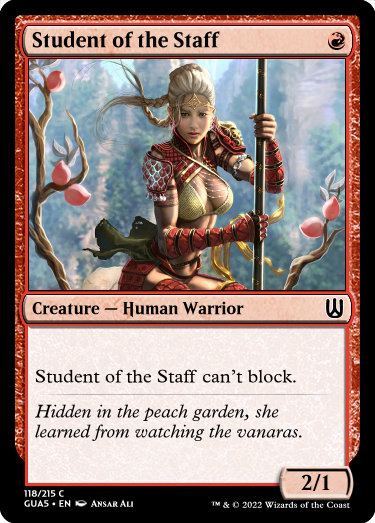 Student of the Staff
Creature — Human Warrior
Student of the Staff can't block.
Hidden in the peach garden, she
learned from watching the vanaras.
2/1
118/215 C
GUA5 • EN Ansar Ali
™ & © 2022 Wizards of the Coast